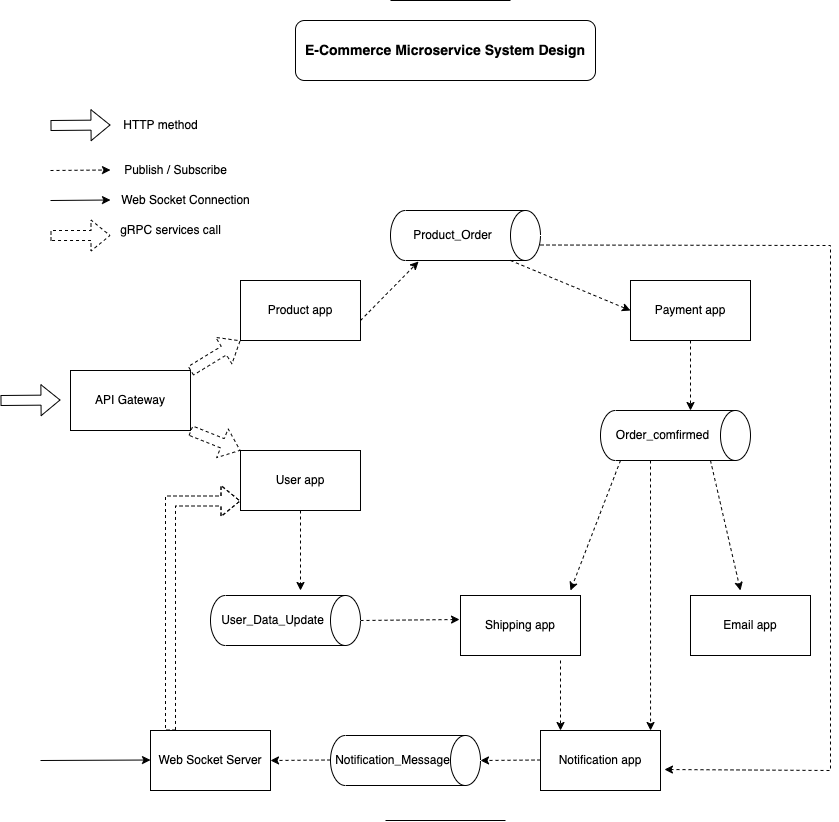 E-Commerce Microservice System Design
HTTP method
Publish / Subscribe
Web Socket Connection
gRPC services call
Product_Order
Product app
Payment app
API Gateway
Order_comfirmed
User app
User_Data_Update
Shipping app
Email app
Web Socket Server
Notification_Message
Notification app